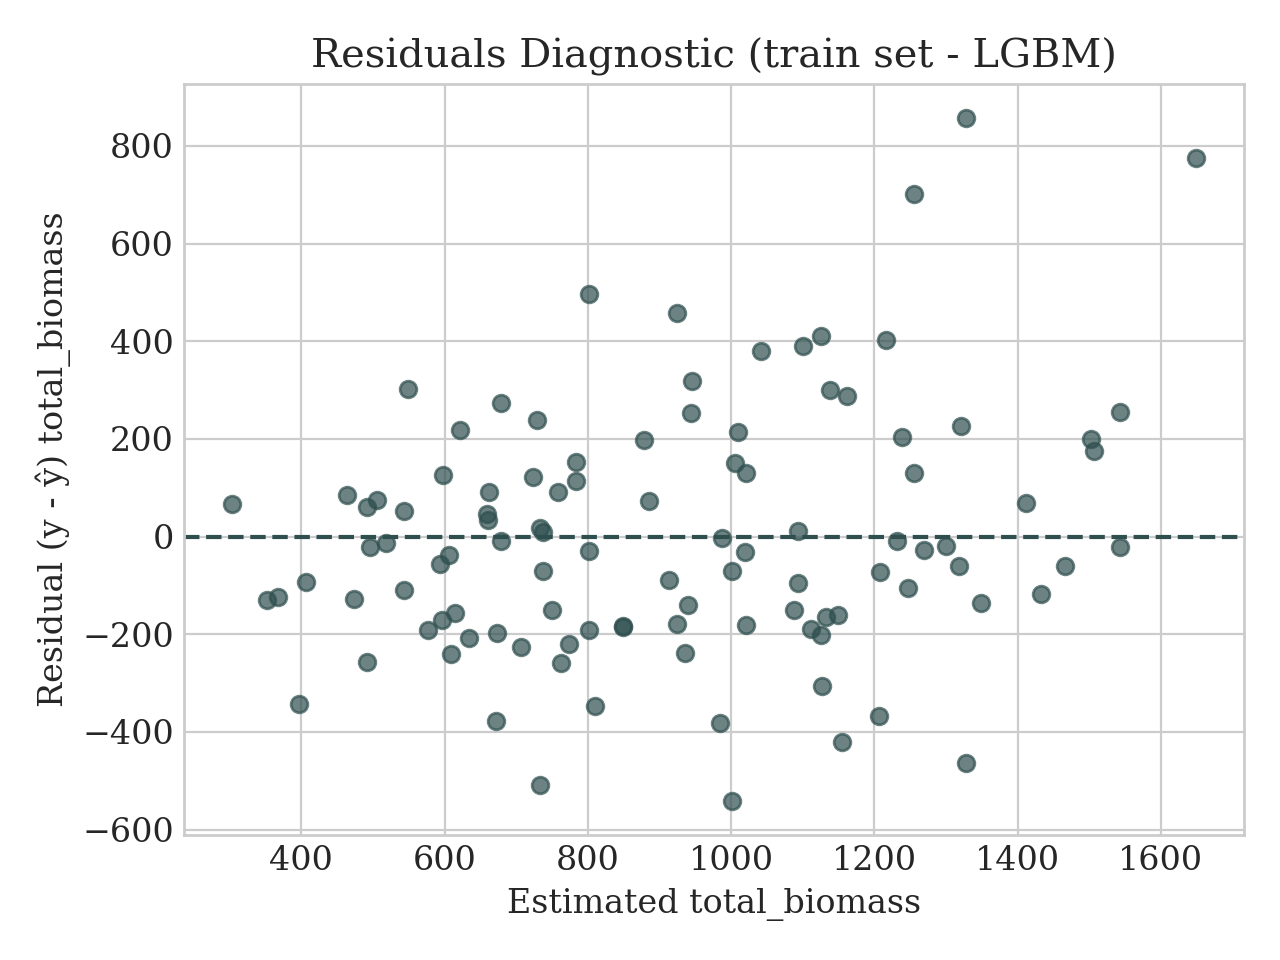 Residuals Diagnostic (train set - LGBM)
Residual (y - ŷ) total_biomass
800
600
400
200
0
−200
−400
−600
400 600 800 1000 1200 1400 1600
Estimated total_biomass